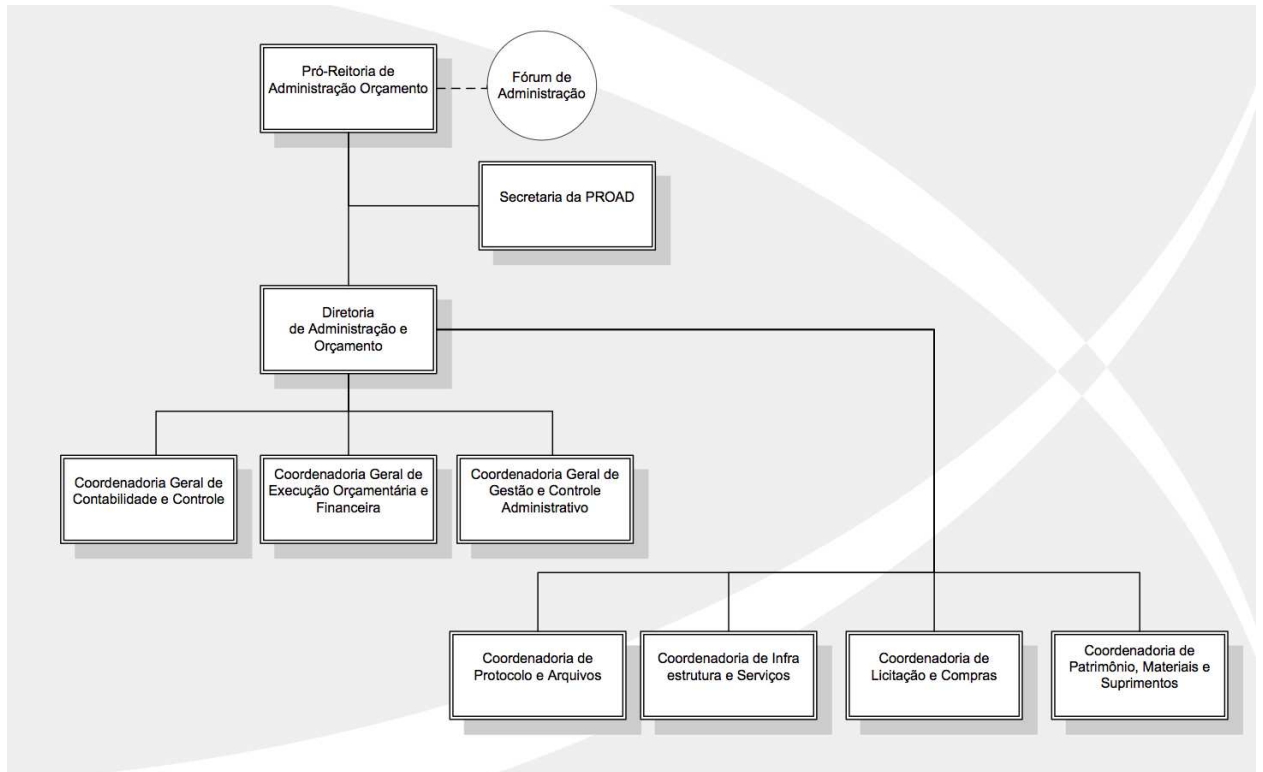 Pró-Reitoria de
Administração Orçamento
Fórum de
Administração
Secretaria da PROAD
Diretoria
de Administração e
Orçamento
Coordenadoria Geral de
Contabilidade e Controle
Coordenadoria Geral de
Execução Orçamentária e
Financeira
Coordenadoria Geral de
Gestão e Controle
Administrativo
Coordenadoria de
Protocolo e Arquivos
Coordenadoria de Infra
estrutura e Serviços
Coordenadoria de
Licitação e Compras
Coordenadoria de
Patrimônio, Materiais e
Suprimentos